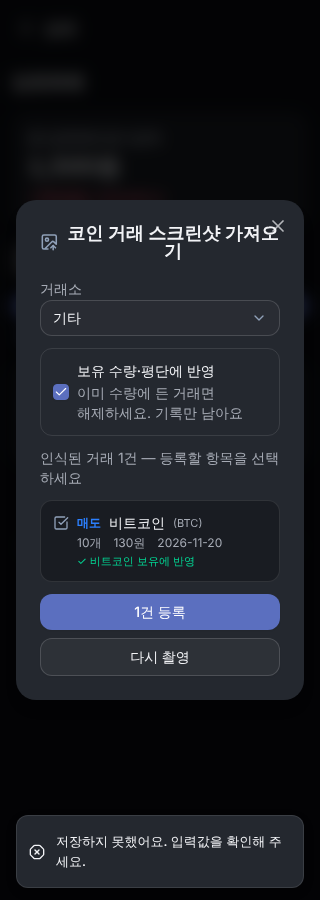 코인 거래 스크린샷 가져오
기
거래소
기타
보유 수량·평단에 반영
이미 수량에 든 거래면
해제하세요. 기록만 남아요
인식된 거래 1건 — 등록할 항목을 선택
하세요
매도 비트코인 (BTC)
10개 130원 2026-11-20
✓ 비트코인 보유에 반영
1건 등록
다시 촬영
저장하지 못했어요. 입력값을 확인해 주
세요.